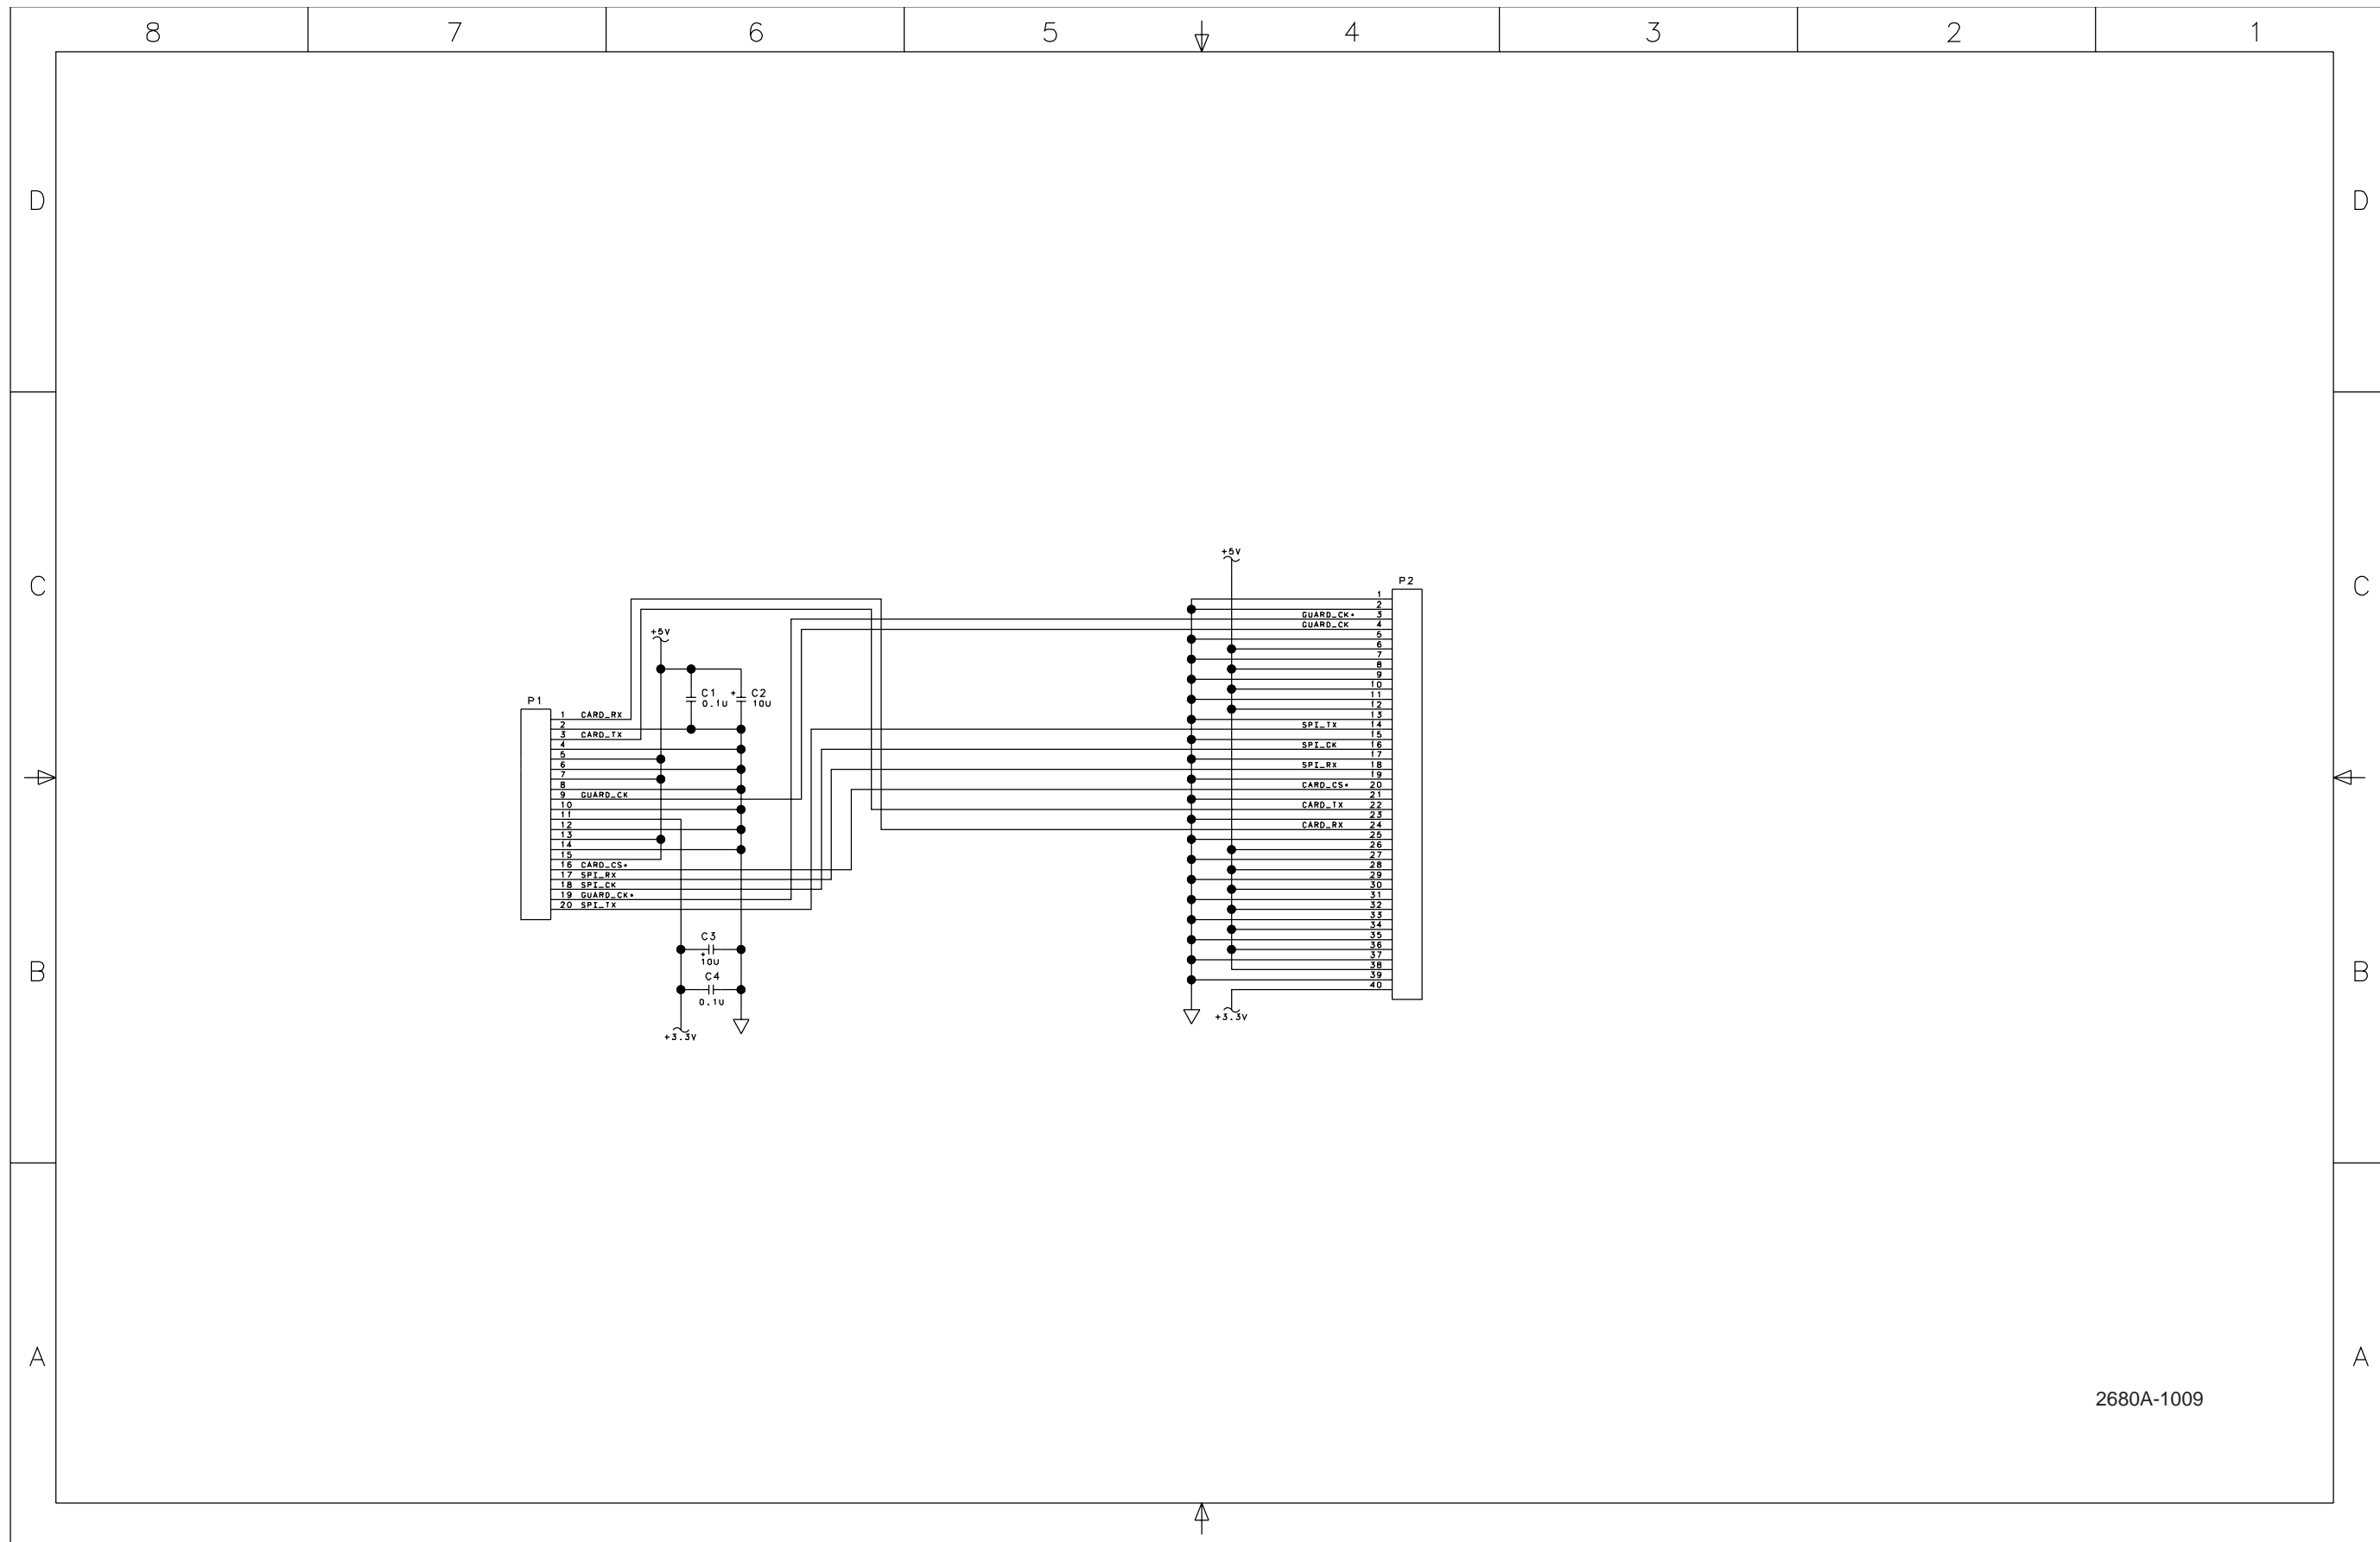 8 7 6 5 4 3 2 1
D D
C C
B B
A A
+5V
P2
1
2
GUARD_CK* 3
GUARD_CK 4
5
6
7
8
9
10
11
12
13
SPI_TX 14
15
SPI_CK 16
17
SPI_RX 18
19
CARD_CS* 20
21
CARD_TX 22
23
CARD_RX 24
25
26
27
28
29
30
31
32
33
34
35
36
37
38
39
40
+3.3V
+5V
C1
0.1U
+ C2
10U
P1
1 CARD_RX
2
3 CARD_TX
4
5
6
7
8
9 GUARD_CK
10
11
12
13
14
15
16 CARD_CS*
17 SPI_RX
18 SPI_CK
19 GUARD_CK*
20 SPI_TX
C3
+
10U
C4
0.1U
+3.3V
2680A-1009